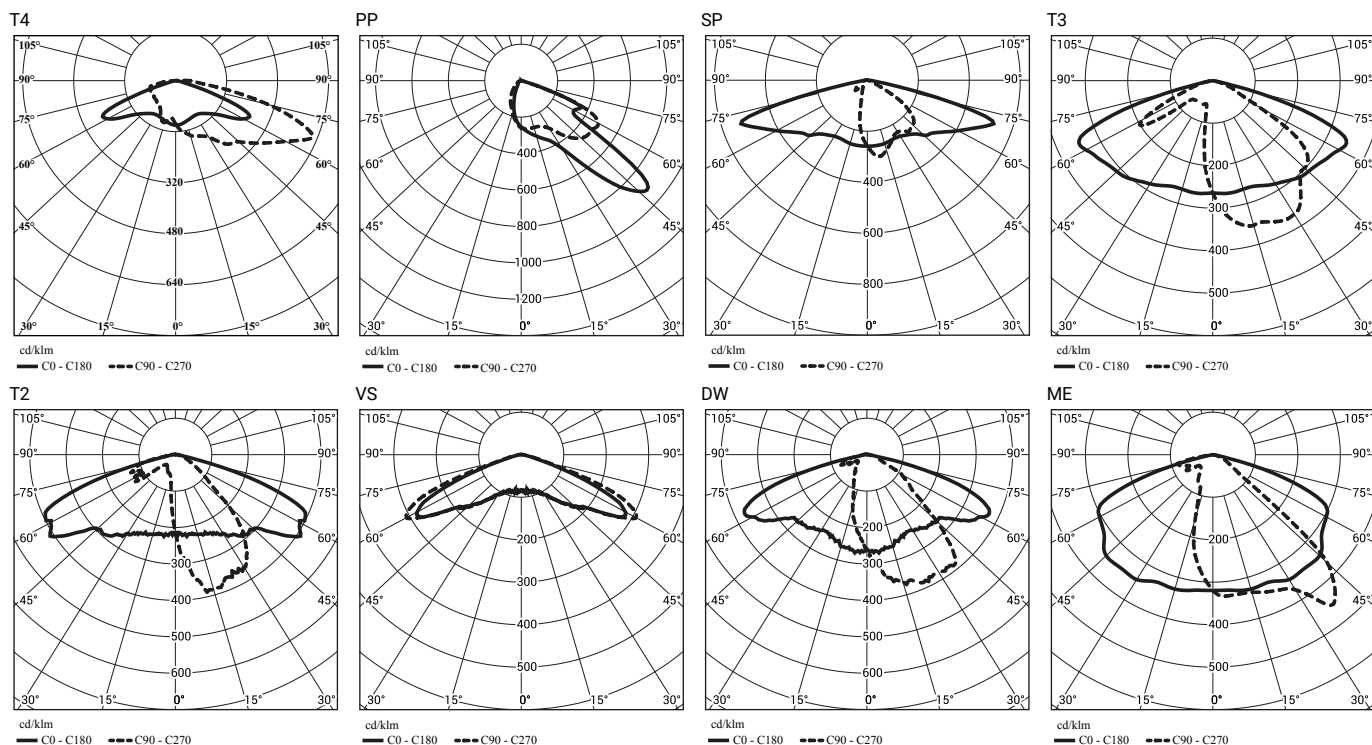 T4
105° 105°
90° 90°
75° 75°
60° 60°
320
45° 480 45°
640
30° 15° 0° 15° 30°
cd/klm
C0 - C180 C90 - C270
PP
105° 105°
90° 90°
75° 75°
400
60° 600 60°
45° 800 45°
1000
1200
30° 15° 0° 15° 30°
cd/klm
C0 - C180 C90 - C270
SP
105° 105°
90° 90°
75° 75°
60° 400 60°
45° 600 45°
800
30° 15° 0° 15° 30°
cd/klm
C0 - C180 C90 - C270
T3
105° 105°
90° 90°
75° 75°
60° 200 60°
300
45° 400 45°
500
30° 15° 0° 15° 30°
cd/klm
C0 - C180 C90 - C270
T2
105° 105°
90° 90°
75° 75°
60° 60°
300
45° 400 45°
500
600
30° 15° 0° 15° 30°
cd/klm
C0 - C180 C90 - C270
VS
105° 105°
90° 90°
75° 75°
60° 200 60°
300
45° 400 45°
500
30° 15° 0° 15° 30°
cd/klm
C0 - C180 C90 - C270
DW
105° 105°
90° 90°
75° 75°
200
60° 300 60°
45° 400 45°
500
600
30° 15° 0° 15° 30°
cd/klm
C0 - C180 C90 - C270
ME
105° 105°
90° 90°
75° 75°
60° 200 60°
45° 400 45°
500
30° 15° 0° 15° 30°
cd/klm
C0 - C180 C90 - C270